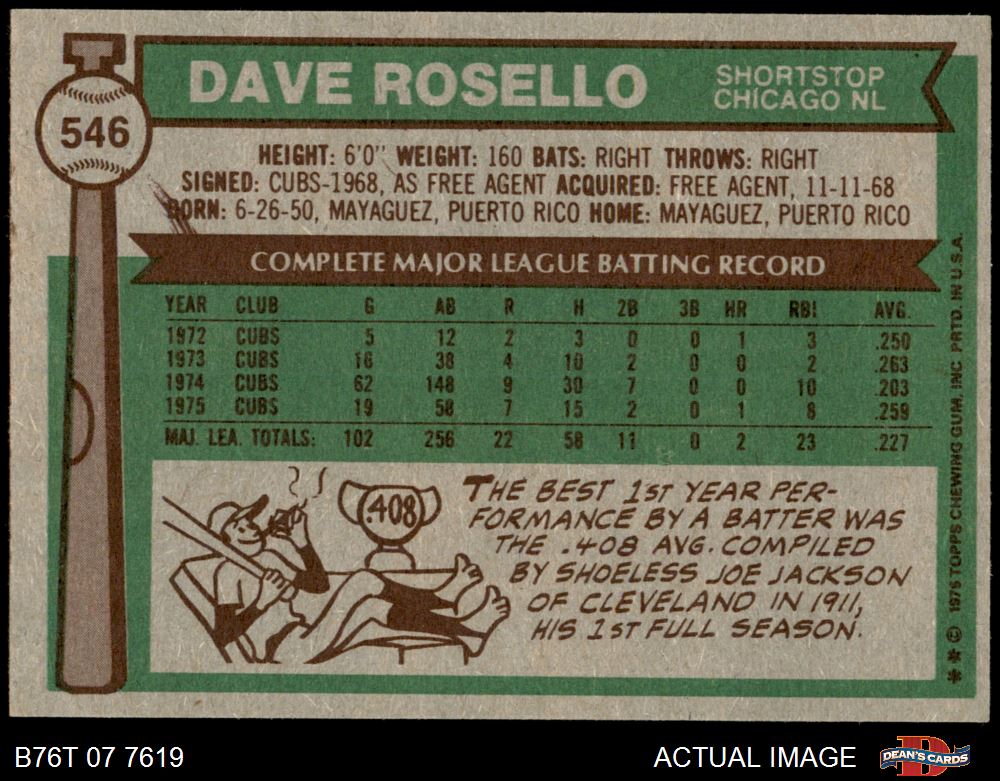 DAVE ROSELLO
SHORTSTOP
CHICAGO NL
546
HEIGHT: 6'0" WEIGHT: 160 BATS: RIGHT THROWS: RIGHT
SIGNED: CUBS-1968, AS FREE AGENT ACQUIRED: FREE AGENT, 11-11-68
BORN: 6-26-50, MAYAGUEZ, PUERTO RICO HOME: MAYAGUEZ, PUERTO RICO
COMPLETE MAJOR LEAGUE BATTING RECORD
YEAR CLUB G AB R H 2B 3B HR RBI AVG.
1972 CUBS 5 12 2 3 0 0 1 3 .250
1973 CUBS 16 38 4 10 2 0 0 2 .263
1974 CUBS 62 148 9 30 7 0 0 10 .203
1975 CUBS 19 58 7 15 2 0 1 8 .259
MAJ. LEA. TOTALS: 102 256 22 58 11 0 2 23 .227
.408
THE BEST 1ST YEAR PER-
FORMANCE BY A BATTER WAS
THE .408 AVG. COMPILED
BY SHOELESS JOE JACKSON
OF CLEVELAND IN 1911,
HIS 1ST FULL SEASON.
** © 1976 TOPPS CHEWING GUM, INC PRTD. IN U.S.A.
B76T 07 7619
ACTUAL IMAGE
DEAN'S CARDS